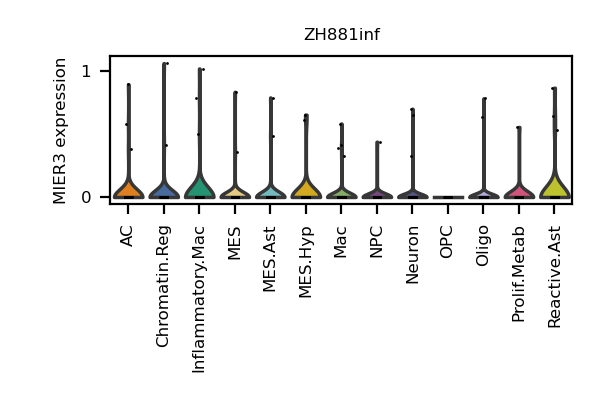 ZH881inf
MIER3 expression
1
0
AC
Chromatin.Reg
Inflammatory.Mac
MES
MES.Ast
MES.Hyp
Mac
NPC
Neuron
OPC
Oligo
Prolif.Metab
Reactive.Ast